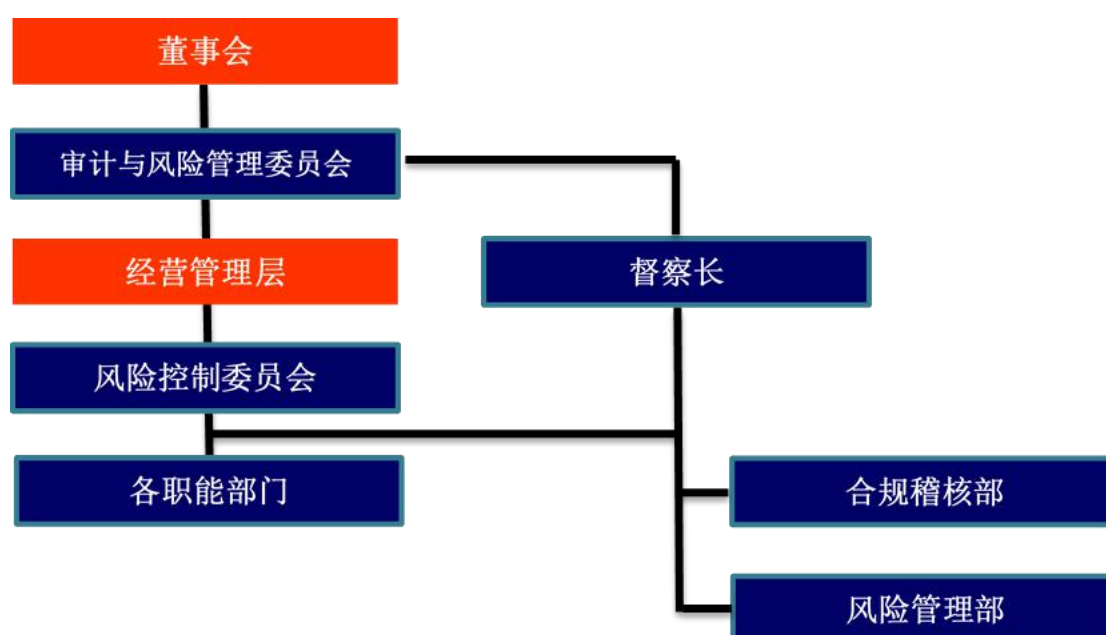 董事会
审计与风险管理委员会
经营管理层
督察长
风险控制委员会
各职能部门
合规稽核部
风险管理部